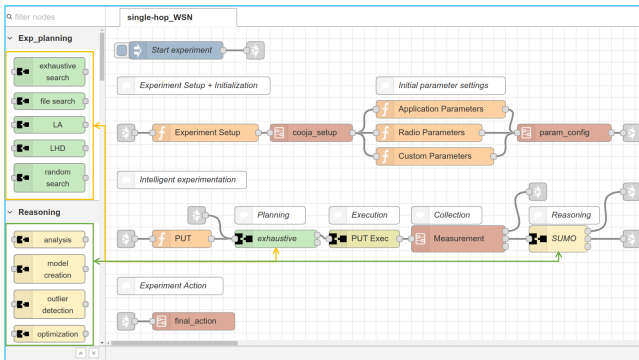 filter nodes
single-hop_WSN
Exp_planning
exhaustive
search
file search
LA
LHD
random
search
Reasoning
analysis
model
creation
outlier
detection
optimization
Start experiment
Experiment Setup + Initialization
Initial parameter settings
Application Parameters
Experiment Setup
cooja_setup
Radio Parameters
param_config
Custom Parameters
Intelligent experimentation
Planning
Execution
Collection
Reasoning
PUT
exhaustive
PUT Exec
Measurement
SUMO
Experiment Action
final_action